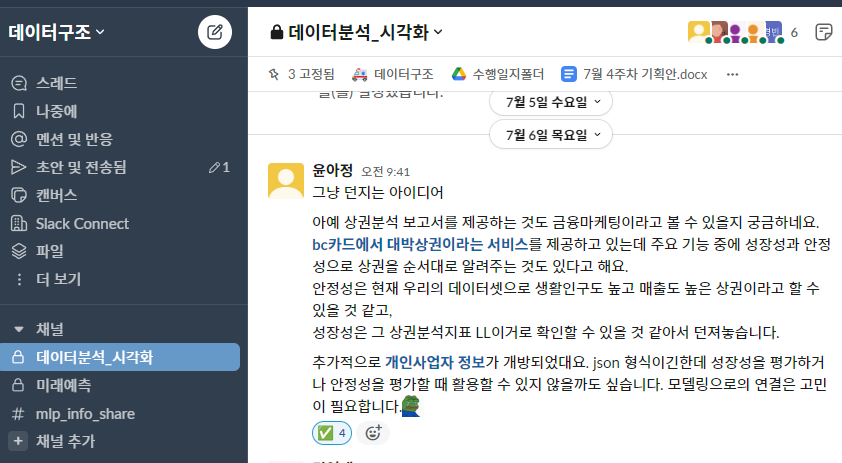 데이터구조
스레드
나중에
멘션 및 반응
초안 및 전송됨
1
캔버스
Slack Connect
파일
더 보기
채널
데이터분석_시각화
미래예측
# mlp_info_share
+ 채널 추가
데이터분석_시각화
6
3 고정됨
데이터구조
수행일지폴더
7월 4주차 기획안.docx
...
7월 5일 수요일
7월 6일 목요일
윤아정 오전 9:41
그냥 던지는 아이디어
아예 상권분석 보고서를 제공하는 것도 금융마케팅이라고 볼 수 있을지 궁금하네요.
bc카드에서 대박상권이라는 서비스를 제공하고 있는데 주요 기능 중에 성장성과 안정
성으로 상권을 순서대로 알려주는 것도 있다고 해요.
안정성은 현재 우리의 데이터셋으로 생활인구도 높고 매출도 높은 상권이라고 할 수
있을 것 같고,
성장성은 그 상권분석지표 LL이거로 확인할 수 있을 것 같아서 던져놓습니다.
추가적으로 개인사업자 정보가 개방되었대요. json 형식이긴한데 성장성을 평가하거
나 안정성을 평가할 때 활용할 수 있지 않을까도 싶습니다. 모델링으로의 연결은 고민
이 필요합니다.
4